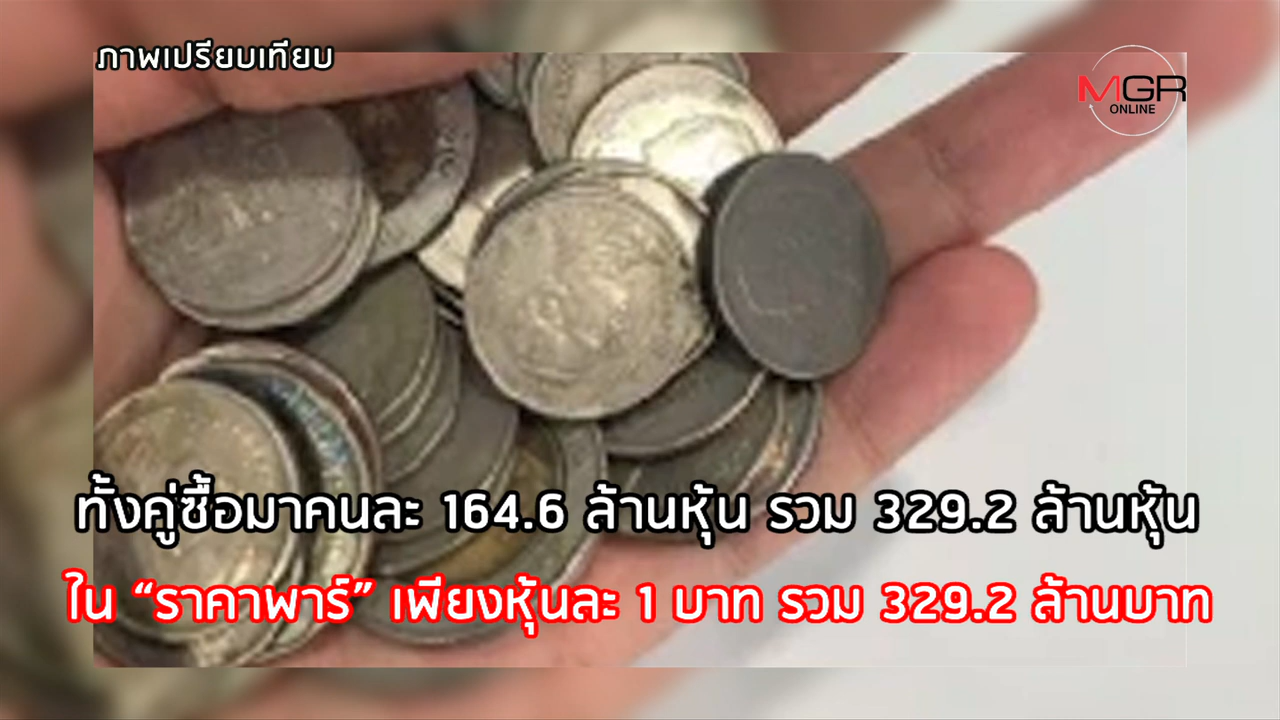 ภาพเปรียบเทียบ
MGR
ONLINE
ทั้งคู่ซื้อมาคนละ 164.6 ล้านหุ้น รวม 329.2 ล้านหุ้น
ใน “ราคาพาร์” เพียงหุ้นละ 1 บาท รวม 329.2 ล้านบาท